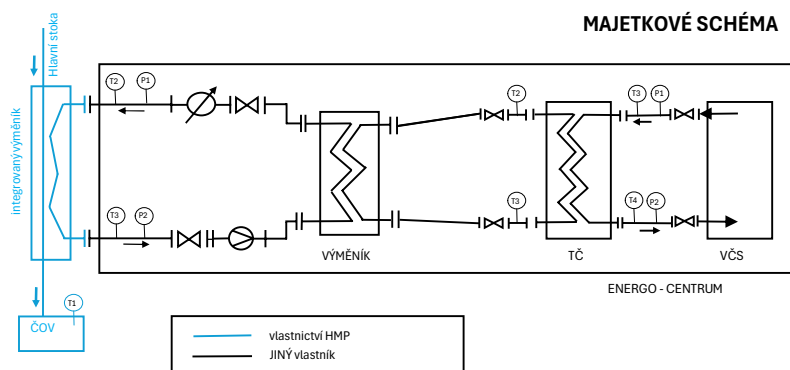 MAJETKOVÉ SCHÉMA
Hlavní stoka
integrovaný výměník
T2
P1
T2
T3
P1
T3
P2
T3
T4
P2
VÝMĚNÍK
TČ
VČS
ENERGO - CENTRUM
T1
ČOV
vlastnictví HMP
JINÝ vlastník